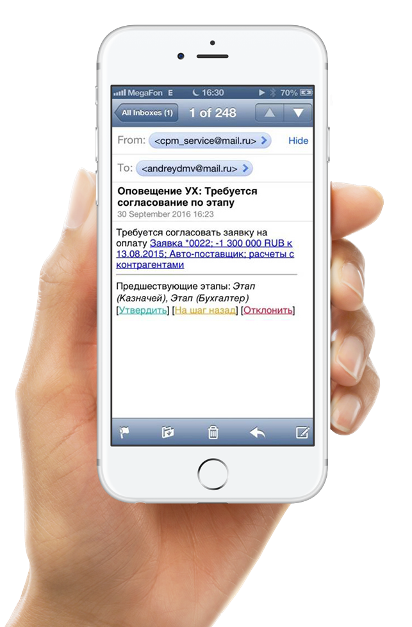 MegaFon E 16:30 70%
All Inboxes (1) 1 of 248
From: <cpm_service@mail.ru> Hide
To: <andreydmv@mail.ru>
Оповещение УХ: Требуется
согласование по этапу
30 September 2016 16:23
Требуется согласовать заявку на
оплату Заявка "0022; -1 300 000 RUB к
13.08.2015; Авто-поставщик; расчеты с
контрагентами
Предшествующие этапы: Этап
(Казначей), Этап (Бухгалтер)
[Утвердить] [На шаг назад] [Отклонить]